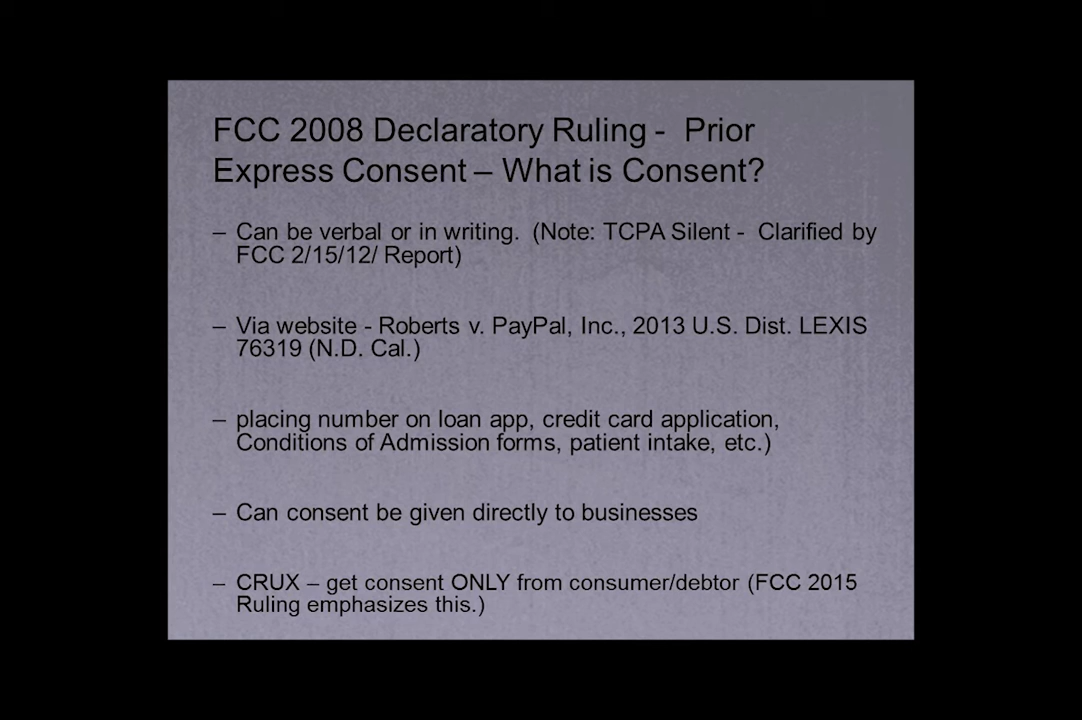 FCC 2008 Declaratory Ruling - Prior
Express Consent – What is Consent?
– Can be verbal or in writing. (Note: TCPA Silent - Clarified by
FCC 2/15/12/ Report)
– Via website - Roberts v. PayPal, Inc., 2013 U.S. Dist. LEXIS
76319 (N.D. Cal.)
– placing number on loan app, credit card application,
Conditions of Admission forms, patient intake, etc.)
– Can consent be given directly to businesses
– CRUX – get consent ONLY from consumer/debtor (FCC 2015
Ruling emphasizes this.)